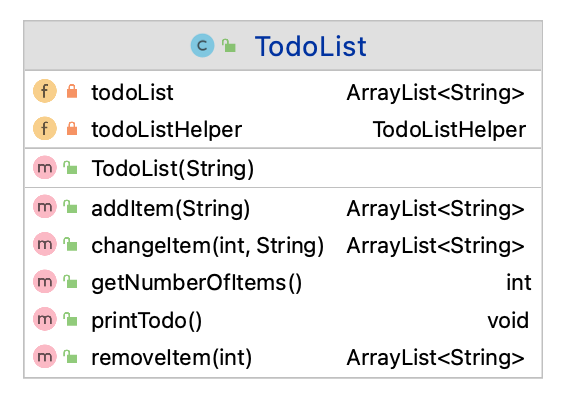 C TodoList
f todoList ArrayList<String>
f todoListHelper TodoListHelper
m TodoList(String)
m addItem(String) ArrayList<String>
m changeItem(int, String) ArrayList<String>
m getNumberOfItems() int
m printTodo() void
m removeItem(int) ArrayList<String>